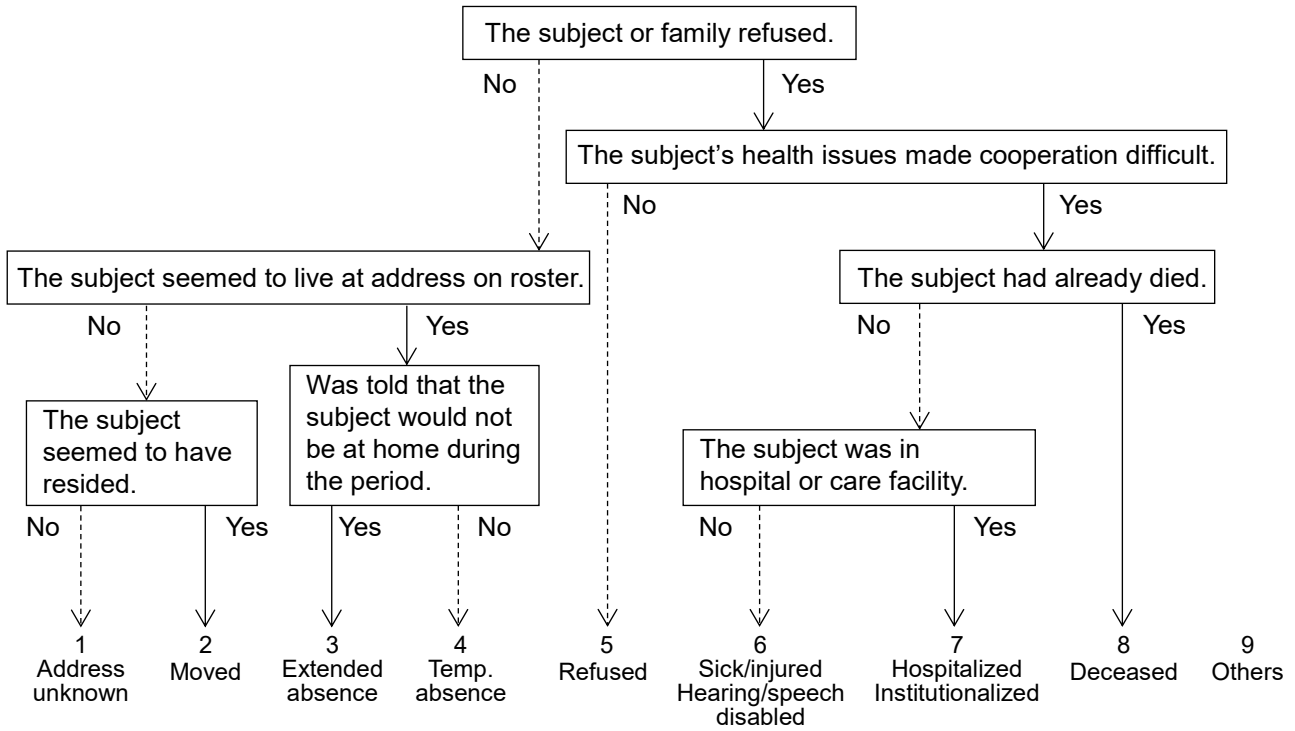 The subject or family refused.
No
Yes
The subject’s health issues made cooperation difficult.
No
Yes
The subject seemed to live at address on roster.
The subject had already died.
No
Yes
No
Yes
Was told that the
subject would not
be at home during
the period.
The subject
seemed to have
resided.
The subject was in
hospital or care facility.
No
Yes
Yes
No
No
Yes
1
Address
unknown
2
Moved
3
Extended
absence
4
Temp.
absence
5
Refused
6
Sick/injured
Hearing/speech
disabled
7
Hospitalized
Institutionalized
8
Deceased
9
Others